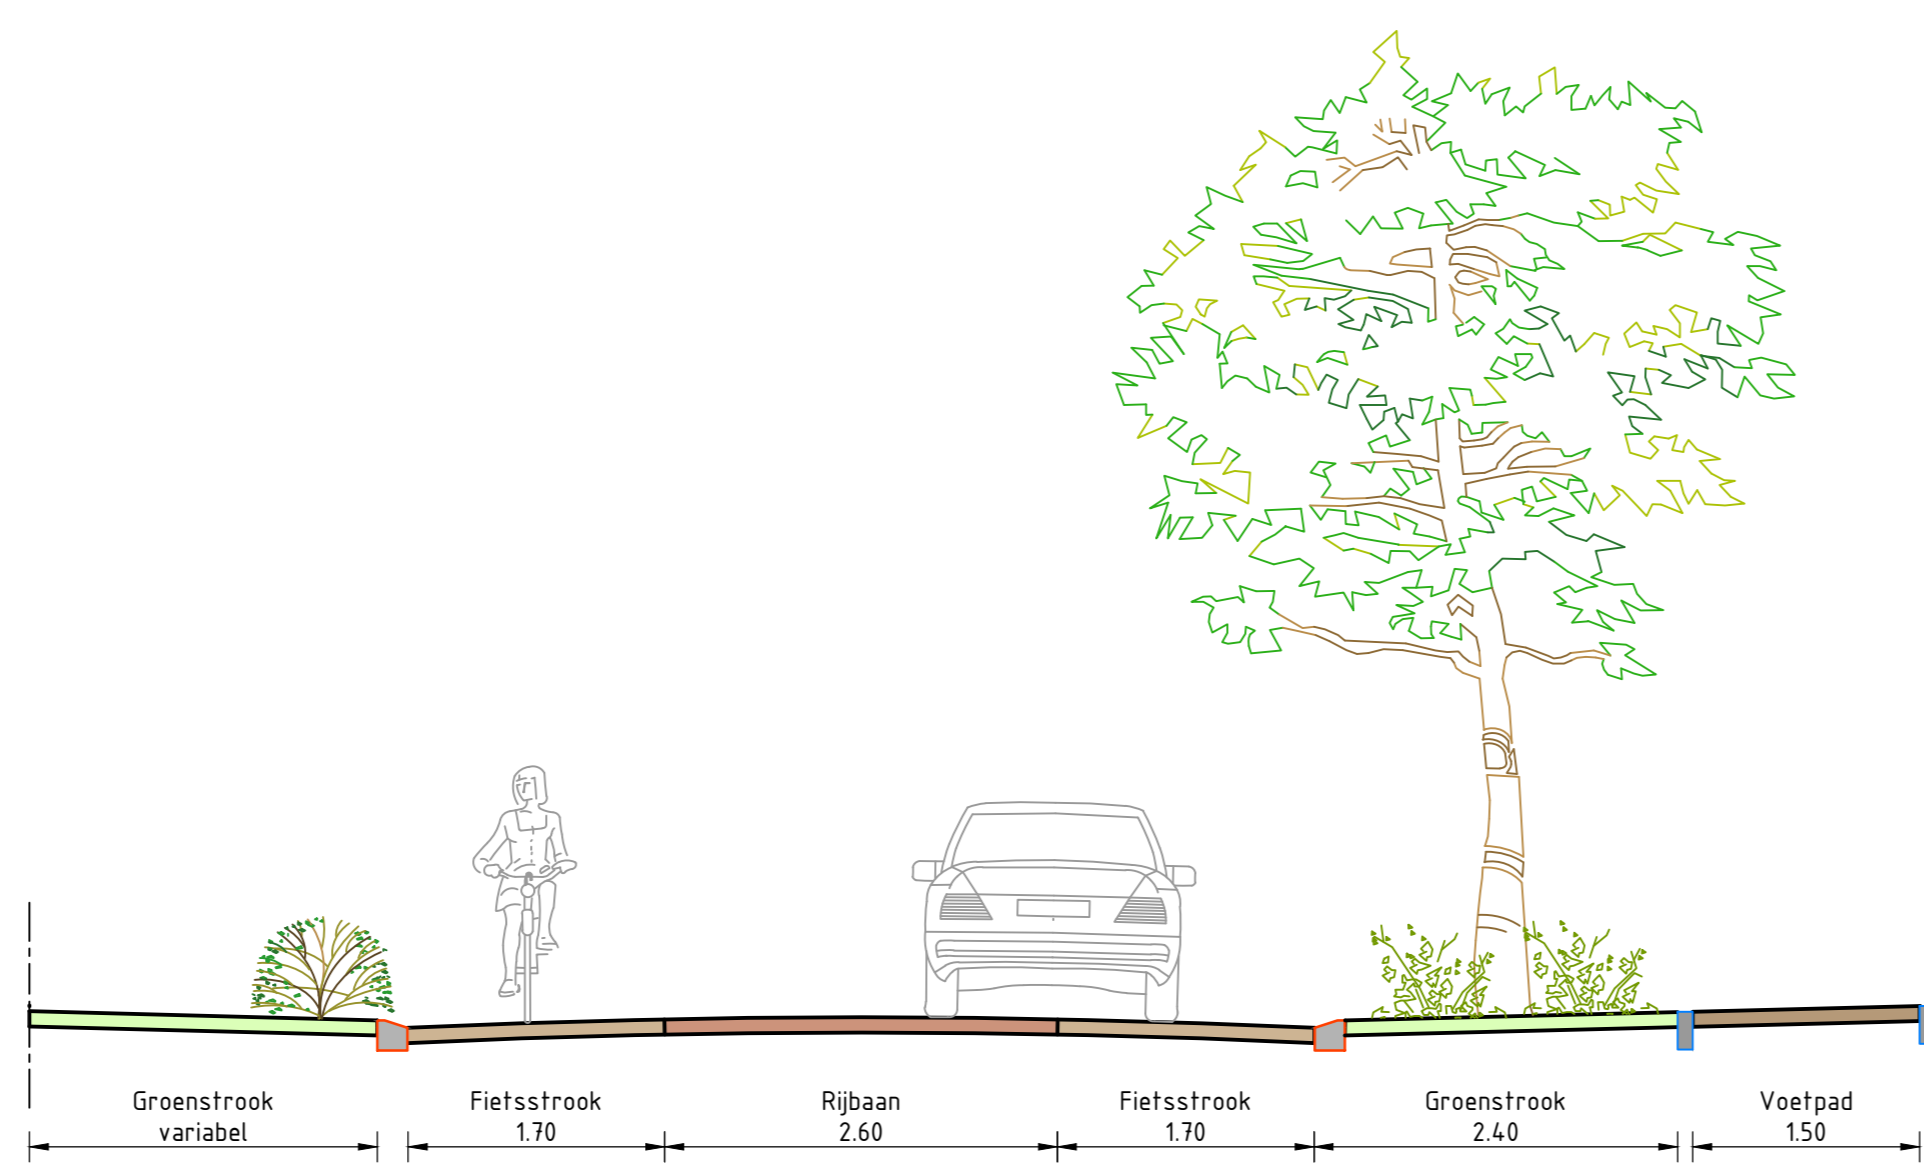 Groenstrook
variabel
Fietsstrook
1.70
Rijbaan
2.60
Fietsstrook
1.70
Groenstrook
2.40
Voetpad
1.50